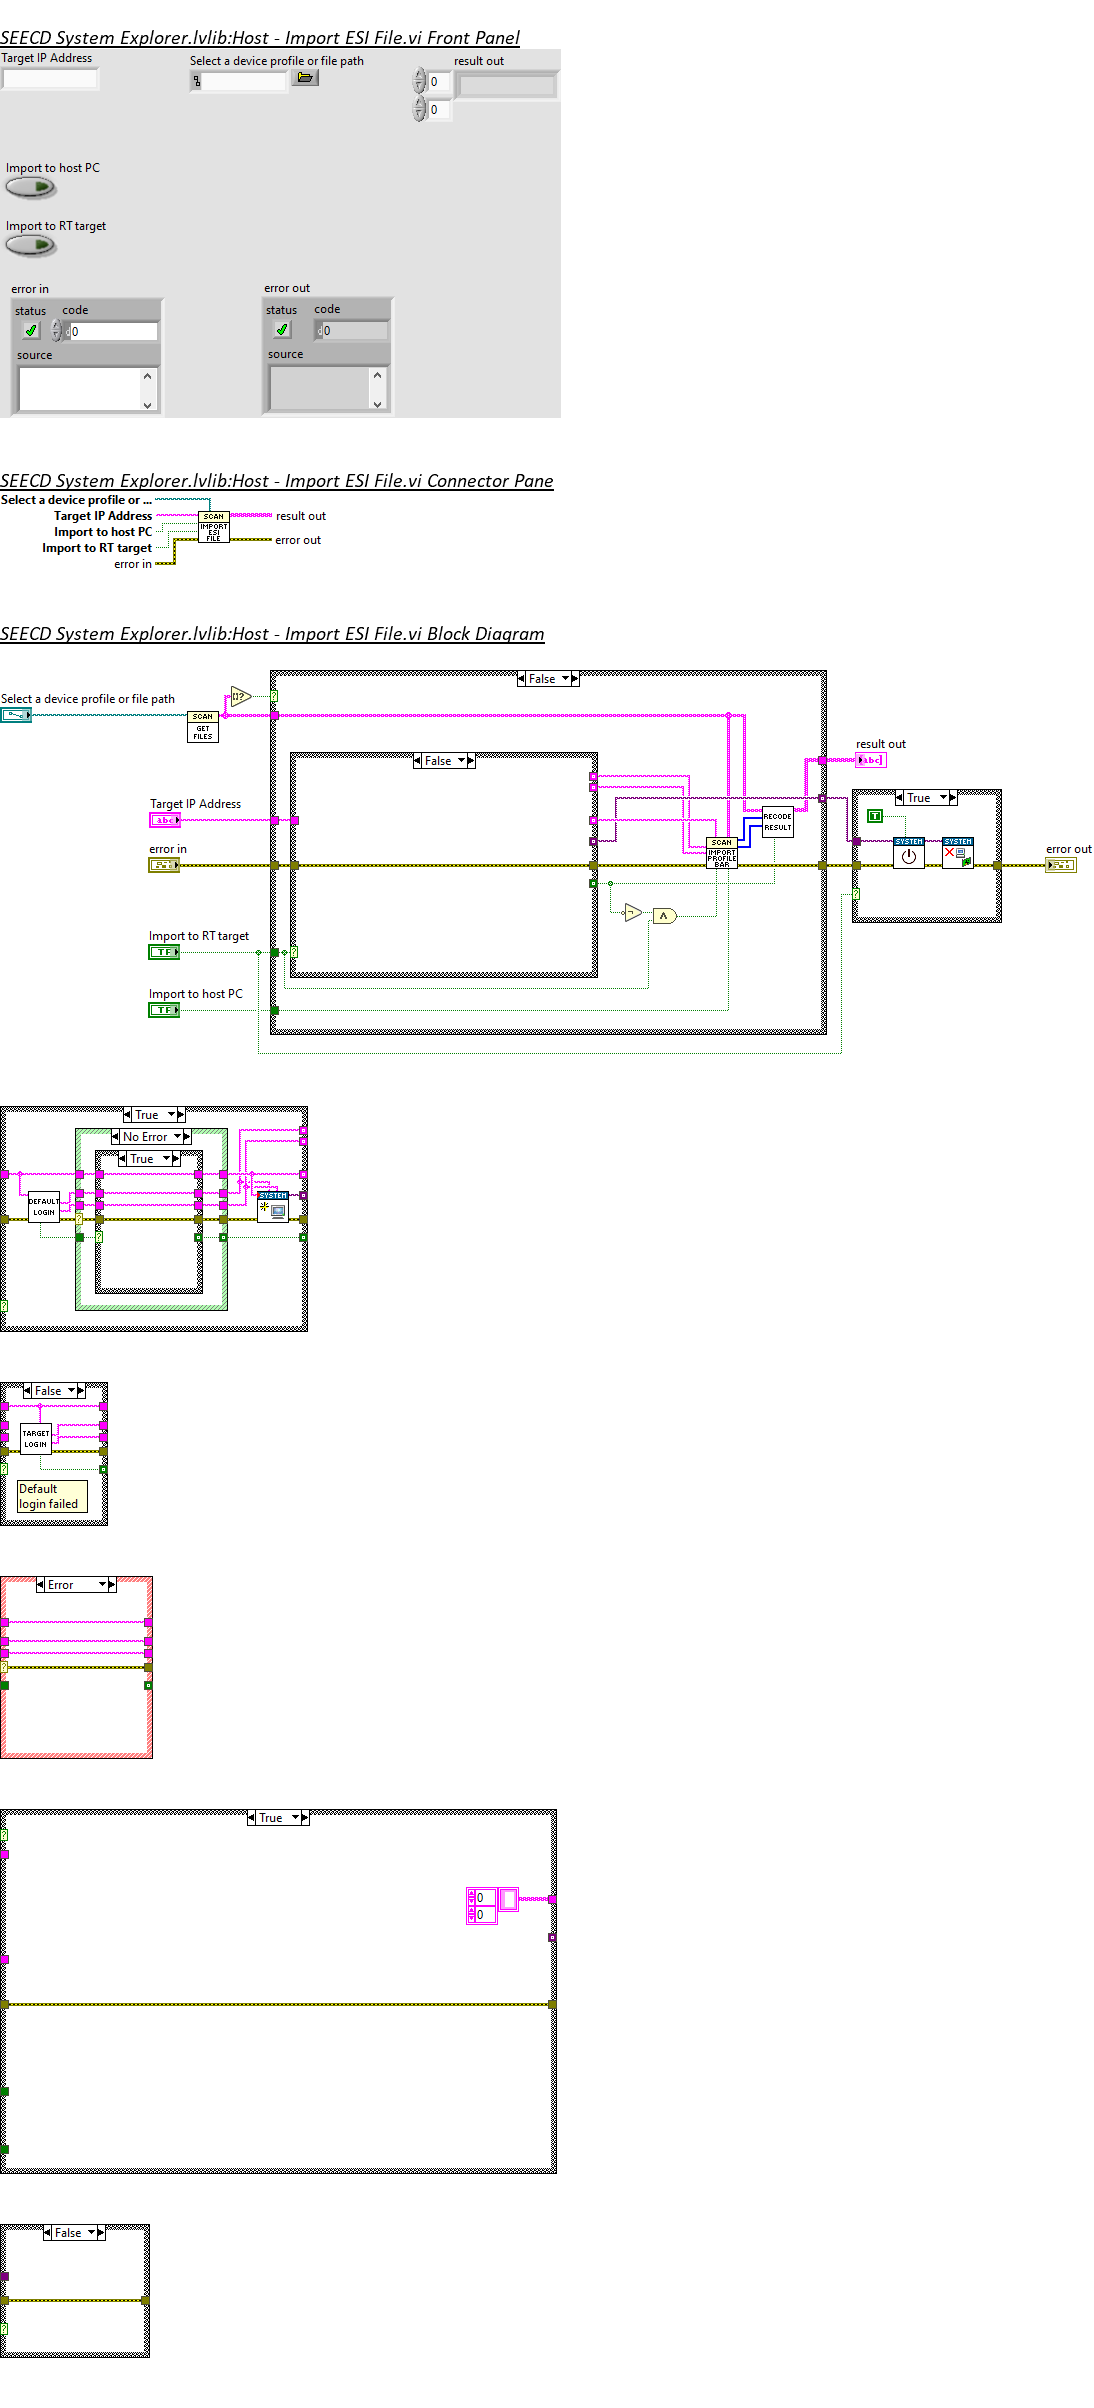 SEECD System Explorer.lvlib:Host - Import ESI File.vi Front Panel
Target IP Address
Select a device profile or file path
result out
0
0
Import to host PC
Import to RT target
error in
status
code
0
source
error out
status
code
0
source
SEECD System Explorer.lvlib:Host - Import ESI File.vi Connector Pane
Select a device profile or ...
Target IP Address
Import to host PC
Import to RT target
error in
SCAN
IMPORT
ESI
FILE
result out
error out
SEECD System Explorer.lvlib:Host - Import ESI File.vi Block Diagram
False
Select a device profile or file path
SCAN
GET
FILES
[]?
?
False
Target IP Address
abc
error in
Import to RT target
TF
Import to host PC
TF
?
SCAN
IMPORT
PROFILE
BAR
RECODE
RESULT
result out
abc]
True
T
SYSTEM
SYSTEM
?
error out
True
No Error
True
DEFAULT
LOGIN
?
?
SYSTEM
?
False
TARGET
LOGIN
?
Default
login failed
Error
?
True
?
0
0
False
?